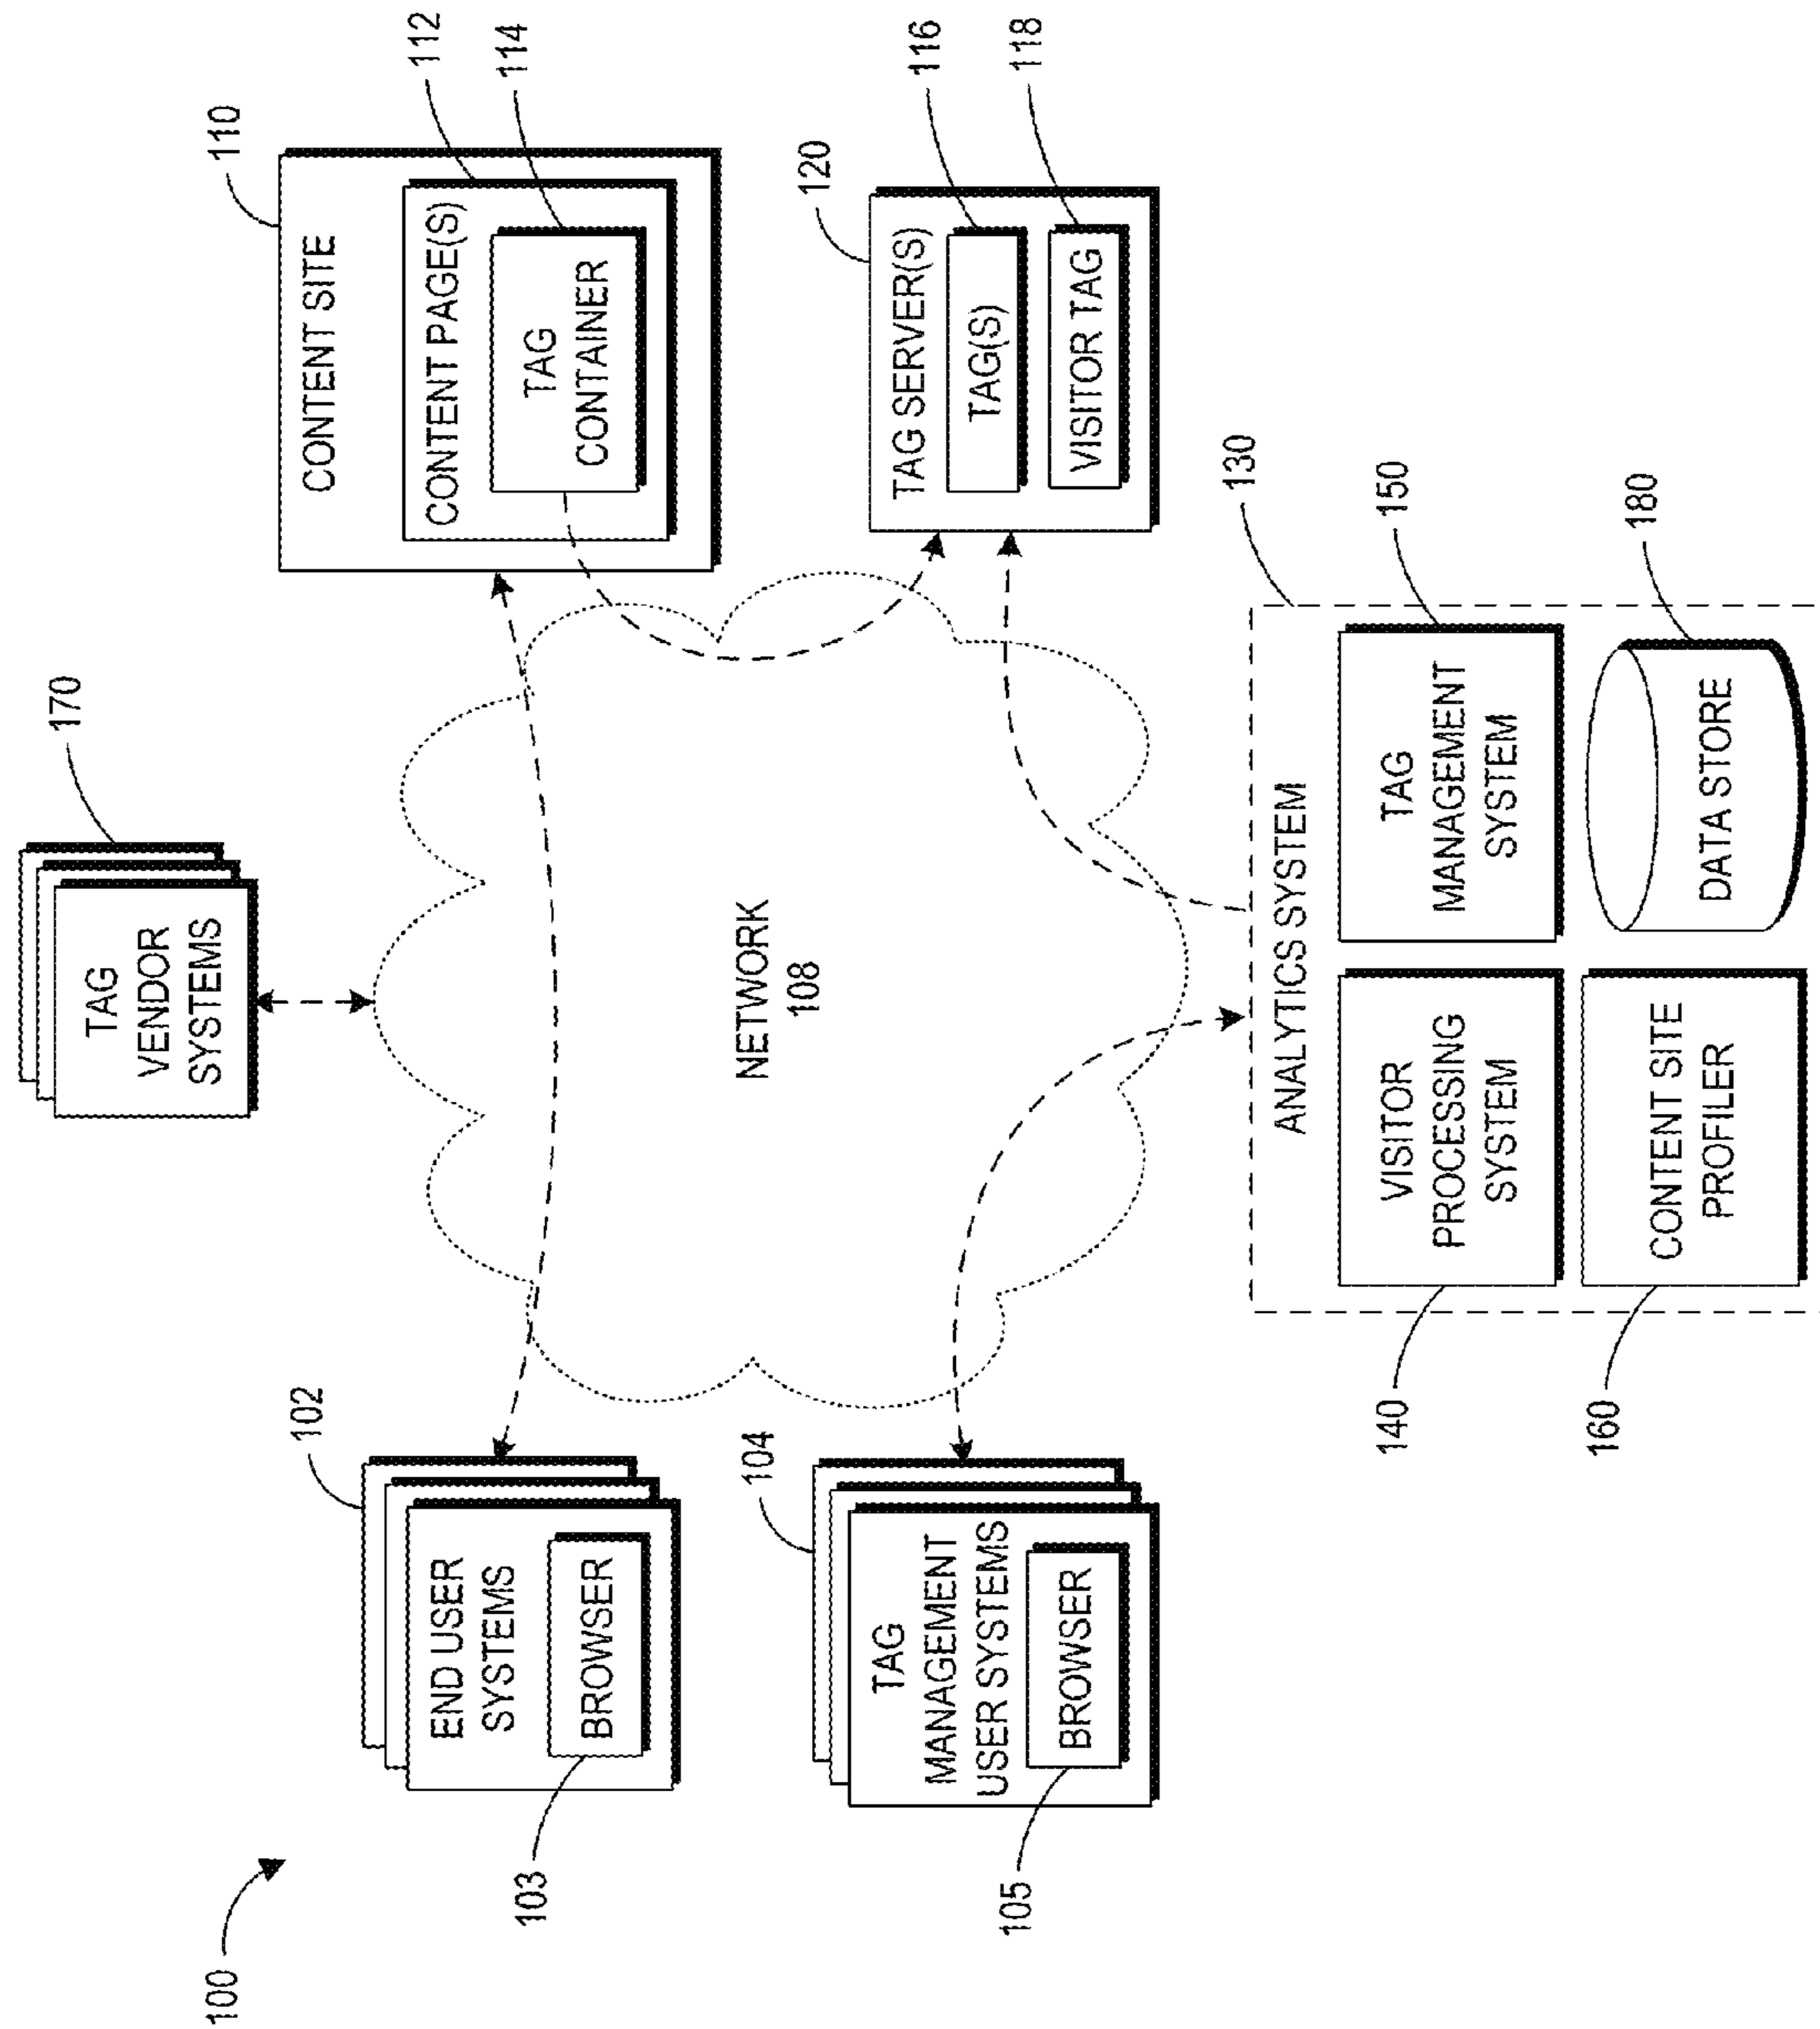 100
170
TAG
VENDOR
SYSTEMS
102
END USER
SYSTEMS
BROWSER
103
110
CONTENT SITE
112
CONTENT PAGE(S)
114
TAG
CONTAINER
NETWORK
108
104
TAG
MANAGEMENT
USER SYSTEMS
BROWSER
105
120
TAG SERVER(S)
116
TAG(S)
118
VISITOR TAG
130
ANALYTICS SYSTEM
140
VISITOR
PROCESSING
SYSTEM
150
TAG
MANAGEMENT
SYSTEM
160
CONTENT SITE
PROFILER
180
DATA STORE